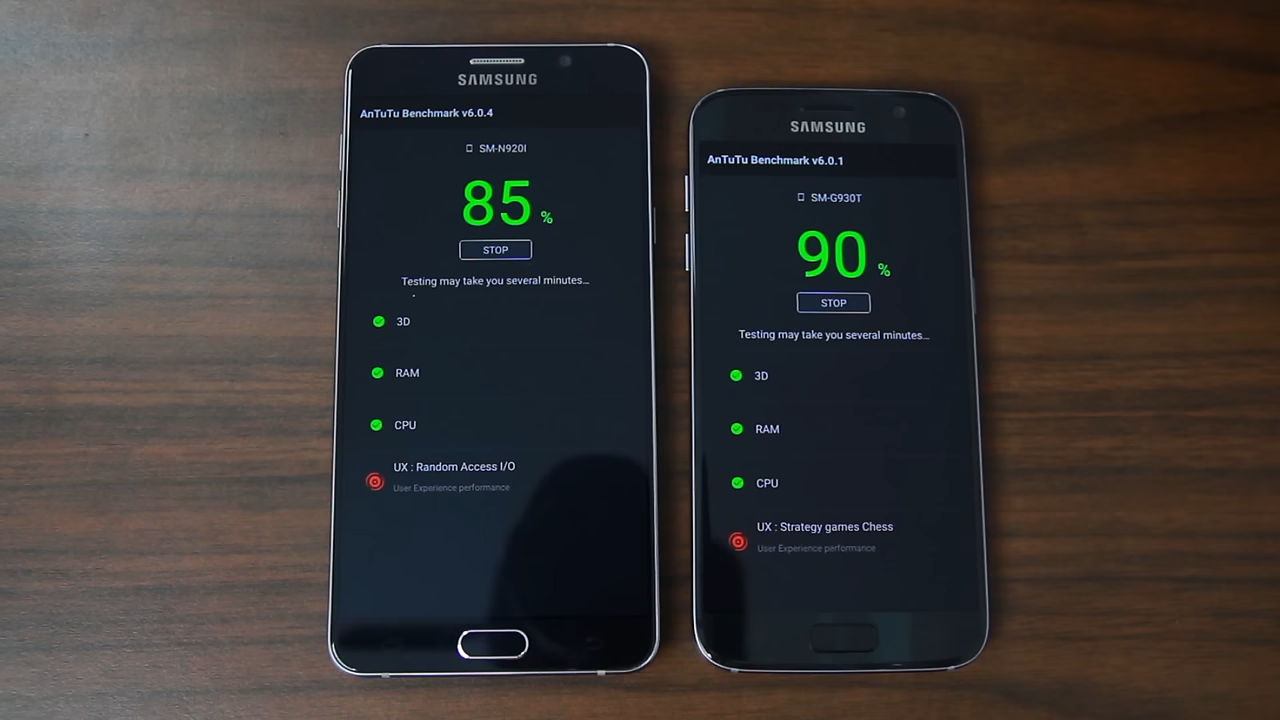 SAMSUNG
AnTuTu Benchmark v6.0.4
SM-N920I
85 %
STOP
Testing may take you several minutes...
3D
RAM
CPU
UX : Random Access I/O
User Experience performance
SAMSUNG
AnTuTu Benchmark v6.0.1
SM-G930T
90 %
STOP
Testing may take you several minutes...
3D
RAM
CPU
UX : Strategy games Chess
User Experience performance